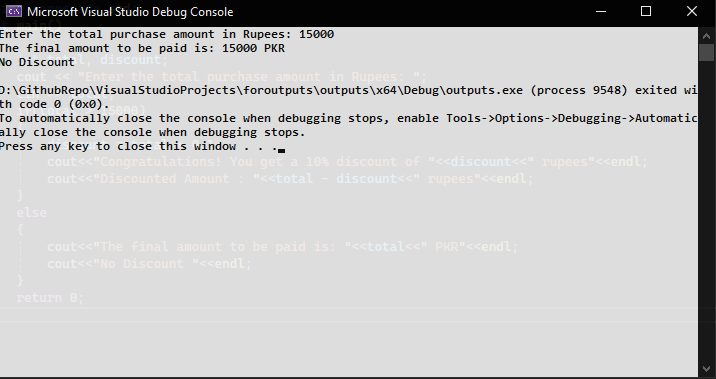 Microsoft Visual Studio Debug Console
Enter the total purchase amount in Rupees: 15000
The final amount to be paid is: 15000 PKR
No Discount
D:\GithubRepo\VisualStudioProjects\foroutputs\outputs\x64\Debug\outputs.exe (process 9548) exited wi
th code 0 (0x0).
To automatically close the console when debugging stops, enable Tools->Options->Debugging->Automatic
ally close the console when debugging stops.
Press any key to close this window . . .
discount;
cout << "Enter the total purchase amount in Rupees: ";
cout<<"Congratulations! You get a 10% discount of "<<discount<<" rupees"<<endl;
cout<<"Discounted Amount : "<<total - discount<<" rupees"<<endl;
}
else
{
cout<<"The final amount to be paid is: "<<total<<" PKR"<<endl;
cout<<"No Discount "<<endl;
}
return 0;